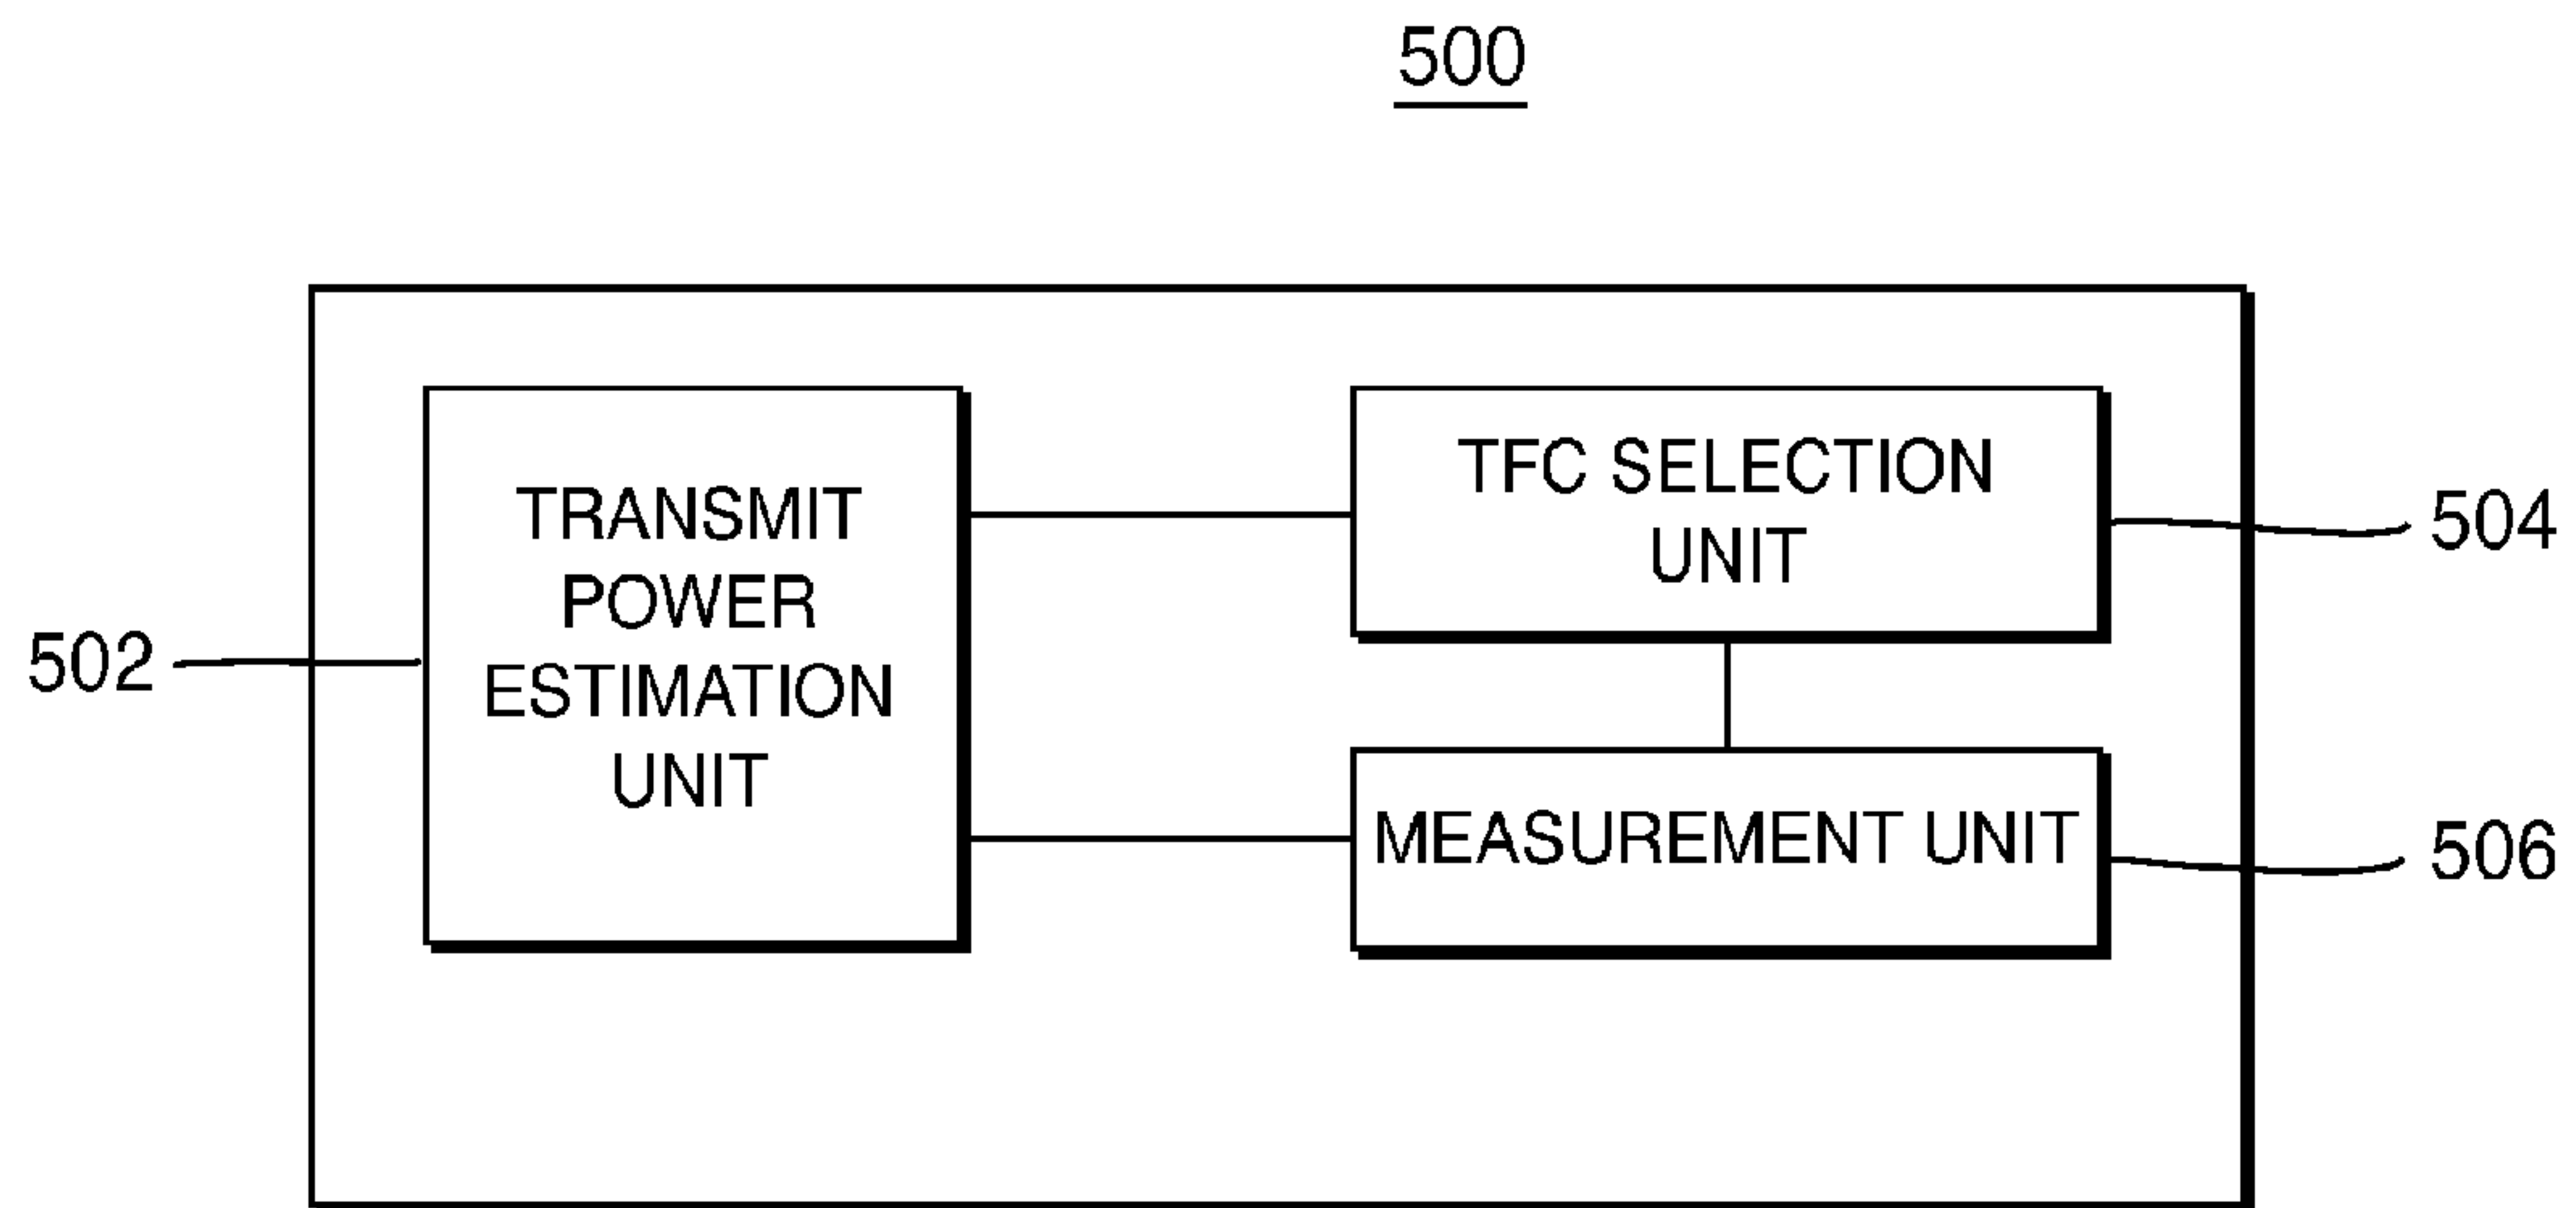 500
TRANSMIT
POWER
ESTIMATION
UNIT
TFC SELECTION
UNIT
MEASUREMENT UNIT
502
504
506